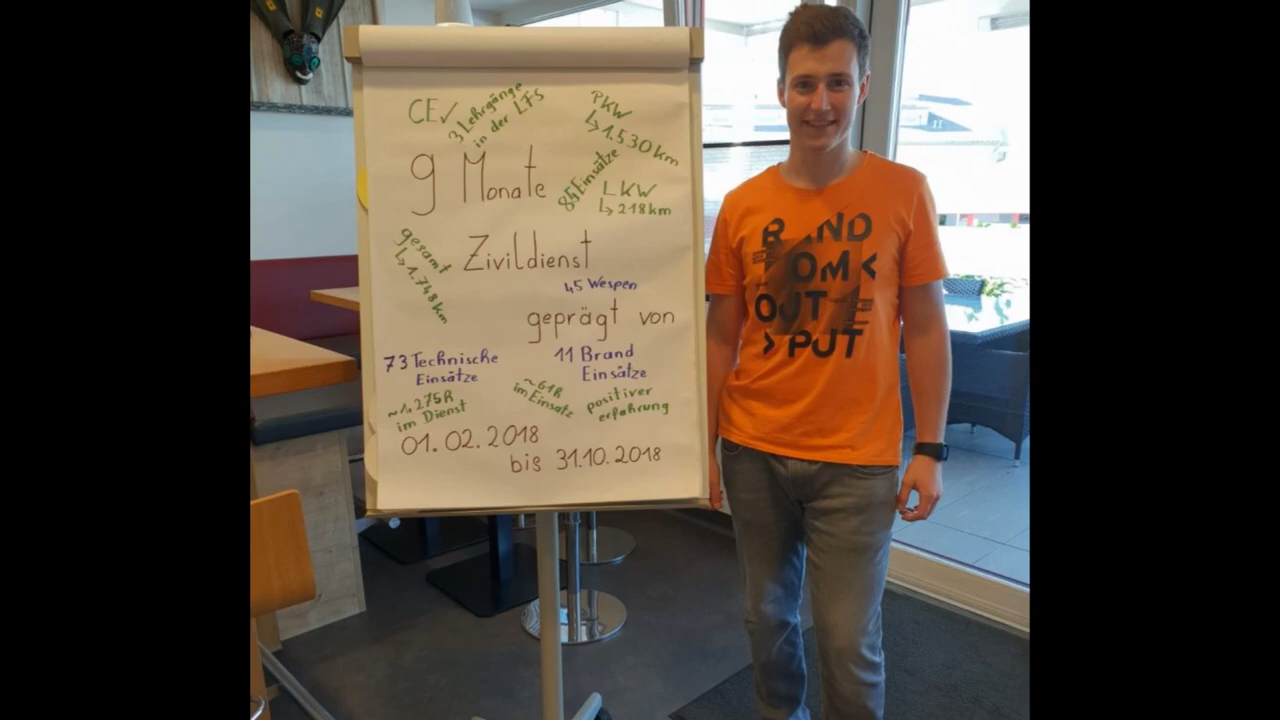 CE✓
3 Lehrgänge
in der LFS
PKW
↳ 1.530 km
9 Monate
84 Einsätze
LKW
↳ 218 km
gesamt
↳ 1.748 km
Zivildienst
45 Wespen
geprägt von
73 Technische
Einsätze
11 Brand
Einsätze
~1.275h
im Dienst
~61h
im Einsatz
positiver
erfahrung
01.02.2018
bis 31.10.2018
RAND
OM <
OUT
> PUT